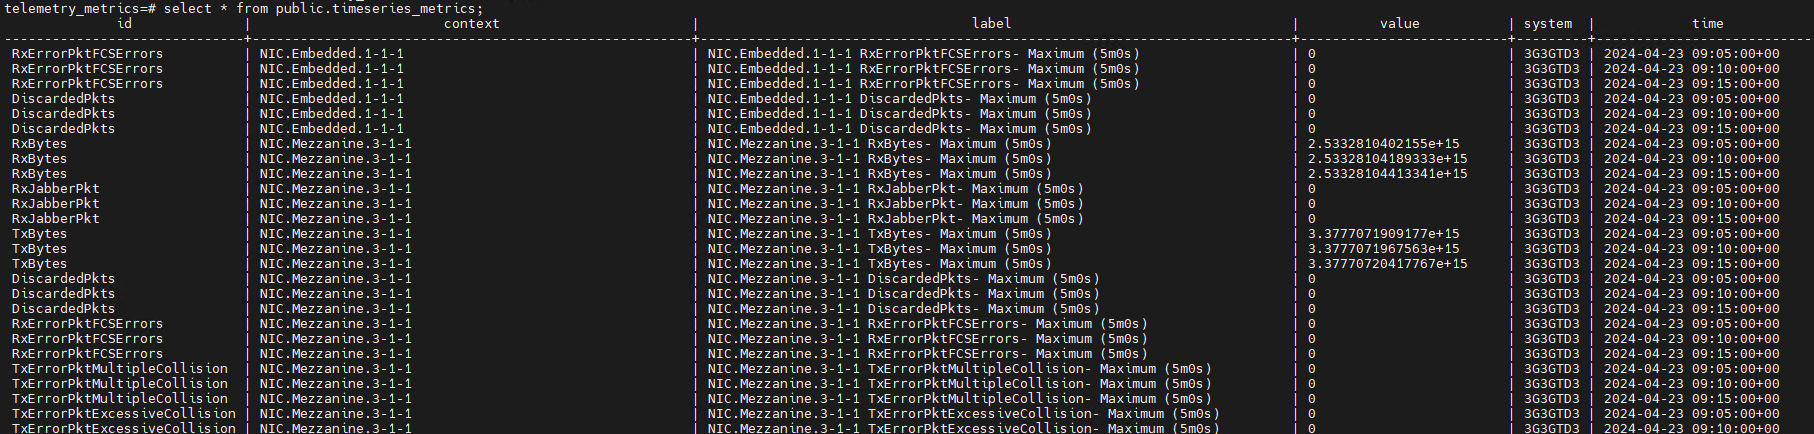 telemetry_metrics=# select * from public.timeseries_metrics;
id | context | label | value | system | time
RxErrorPktFCSErrors | NIC.Embedded.1-1-1 | NIC.Embedded.1-1-1 RxErrorPktFCSErrors- Maximum (5m0s) | 0 | 3G3GTD3 | 2024-04-23 09:05:00+00
RxErrorPktFCSErrors | NIC.Embedded.1-1-1 | NIC.Embedded.1-1-1 RxErrorPktFCSErrors- Maximum (5m0s) | 0 | 3G3GTD3 | 2024-04-23 09:10:00+00
RxErrorPktFCSErrors | NIC.Embedded.1-1-1 | NIC.Embedded.1-1-1 RxErrorPktFCSErrors- Maximum (5m0s) | 0 | 3G3GTD3 | 2024-04-23 09:15:00+00
DiscardedPkts | NIC.Embedded.1-1-1 | NIC.Embedded.1-1-1 DiscardedPkts- Maximum (5m0s) | 0 | 3G3GTD3 | 2024-04-23 09:05:00+00
DiscardedPkts | NIC.Embedded.1-1-1 | NIC.Embedded.1-1-1 DiscardedPkts- Maximum (5m0s) | 0 | 3G3GTD3 | 2024-04-23 09:10:00+00
DiscardedPkts | NIC.Embedded.1-1-1 | NIC.Embedded.1-1-1 DiscardedPkts- Maximum (5m0s) | 0 | 3G3GTD3 | 2024-04-23 09:15:00+00
RxBytes | NIC.Mezzanine.3-1-1 | NIC.Mezzanine.3-1-1 RxBytes- Maximum (5m0s) | 2.5332810402155e+15 | 3G3GTD3 | 2024-04-23 09:05:00+00
RxBytes | NIC.Mezzanine.3-1-1 | NIC.Mezzanine.3-1-1 RxBytes- Maximum (5m0s) | 2.53328104189333e+15 | 3G3GTD3 | 2024-04-23 09:10:00+00
RxBytes | NIC.Mezzanine.3-1-1 | NIC.Mezzanine.3-1-1 RxBytes- Maximum (5m0s) | 2.53328104413341e+15 | 3G3GTD3 | 2024-04-23 09:15:00+00
RxJabberPkt | NIC.Mezzanine.3-1-1 | NIC.Mezzanine.3-1-1 RxJabberPkt- Maximum (5m0s) | 0 | 3G3GTD3 | 2024-04-23 09:05:00+00
RxJabberPkt | NIC.Mezzanine.3-1-1 | NIC.Mezzanine.3-1-1 RxJabberPkt- Maximum (5m0s) | 0 | 3G3GTD3 | 2024-04-23 09:10:00+00
RxJabberPkt | NIC.Mezzanine.3-1-1 | NIC.Mezzanine.3-1-1 RxJabberPkt- Maximum (5m0s) | 0 | 3G3GTD3 | 2024-04-23 09:15:00+00
TxBytes | NIC.Mezzanine.3-1-1 | NIC.Mezzanine.3-1-1 TxBytes- Maximum (5m0s) | 3.3777071909177e+15 | 3G3GTD3 | 2024-04-23 09:05:00+00
TxBytes | NIC.Mezzanine.3-1-1 | NIC.Mezzanine.3-1-1 TxBytes- Maximum (5m0s) | 3.3777071967563e+15 | 3G3GTD3 | 2024-04-23 09:10:00+00
TxBytes | NIC.Mezzanine.3-1-1 | NIC.Mezzanine.3-1-1 TxBytes- Maximum (5m0s) | 3.37770720417767e+15 | 3G3GTD3 | 2024-04-23 09:15:00+00
DiscardedPkts | NIC.Mezzanine.3-1-1 | NIC.Mezzanine.3-1-1 DiscardedPkts- Maximum (5m0s) | 0 | 3G3GTD3 | 2024-04-23 09:05:00+00
DiscardedPkts | NIC.Mezzanine.3-1-1 | NIC.Mezzanine.3-1-1 DiscardedPkts- Maximum (5m0s) | 0 | 3G3GTD3 | 2024-04-23 09:10:00+00
DiscardedPkts | NIC.Mezzanine.3-1-1 | NIC.Mezzanine.3-1-1 DiscardedPkts- Maximum (5m0s) | 0 | 3G3GTD3 | 2024-04-23 09:15:00+00
RxErrorPktFCSErrors | NIC.Mezzanine.3-1-1 | NIC.Mezzanine.3-1-1 RxErrorPktFCSErrors- Maximum (5m0s) | 0 | 3G3GTD3 | 2024-04-23 09:05:00+00
RxErrorPktFCSErrors | NIC.Mezzanine.3-1-1 | NIC.Mezzanine.3-1-1 RxErrorPktFCSErrors- Maximum (5m0s) | 0 | 3G3GTD3 | 2024-04-23 09:10:00+00
RxErrorPktFCSErrors | NIC.Mezzanine.3-1-1 | NIC.Mezzanine.3-1-1 RxErrorPktFCSErrors- Maximum (5m0s) | 0 | 3G3GTD3 | 2024-04-23 09:15:00+00
TxErrorPktMultipleCollision | NIC.Mezzanine.3-1-1 | NIC.Mezzanine.3-1-1 TxErrorPktMultipleCollision- Maximum (5m0s) | 0 | 3G3GTD3 | 2024-04-23 09:05:00+00
TxErrorPktMultipleCollision | NIC.Mezzanine.3-1-1 | NIC.Mezzanine.3-1-1 TxErrorPktMultipleCollision- Maximum (5m0s) | 0 | 3G3GTD3 | 2024-04-23 09:10:00+00
TxErrorPktMultipleCollision | NIC.Mezzanine.3-1-1 | NIC.Mezzanine.3-1-1 TxErrorPktMultipleCollision- Maximum (5m0s) | 0 | 3G3GTD3 | 2024-04-23 09:15:00+00
TxErrorPktExcessiveCollision | NIC.Mezzanine.3-1-1 | NIC.Mezzanine.3-1-1 TxErrorPktExcessiveCollision- Maximum (5m0s) | 0 | 3G3GTD3 | 2024-04-23 09:05:00+00
TxErrorPktExcessiveCollision | NIC.Mezzanine.3-1-1 | NIC.Mezzanine.3-1-1 TxErrorPktExcessiveCollision- Maximum (5m0s) | 0 | 3G3GTD3 | 2024-04-23 09:10:00+00